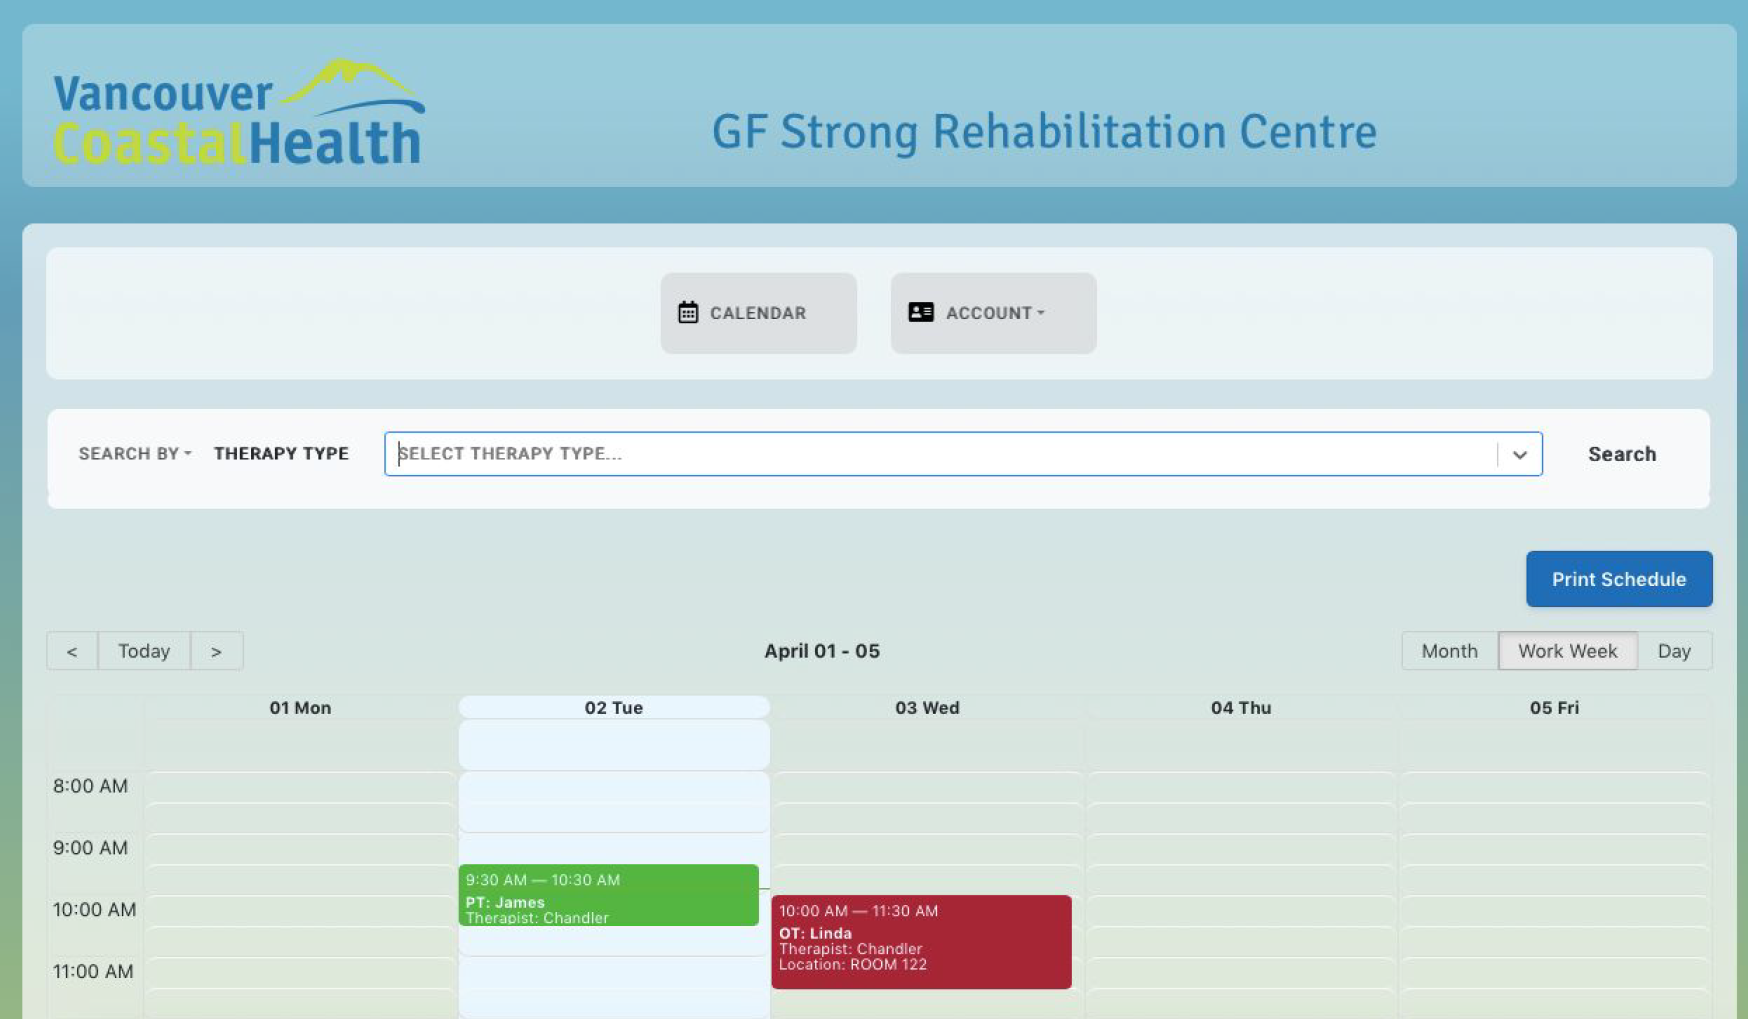 Vancouver
CoastalHealth
GF Strong Rehabilitation Centre
CALENDAR
ACCOUNT
SEARCH BY THERAPY TYPE SELECT THERAPY TYPE... Search
Print Schedule
< Today > April 01 - 05 Month Work Week Day
01 Mon 02 Tue 03 Wed 04 Thu 05 Fri
8:00 AM
9:00 AM
9:30 AM — 10:30 AM
PT: James
Therapist: Chandler
10:00 AM
10:00 AM — 11:30 AM
OT: Linda
Therapist: Chandler
Location: ROOM 122
11:00 AM